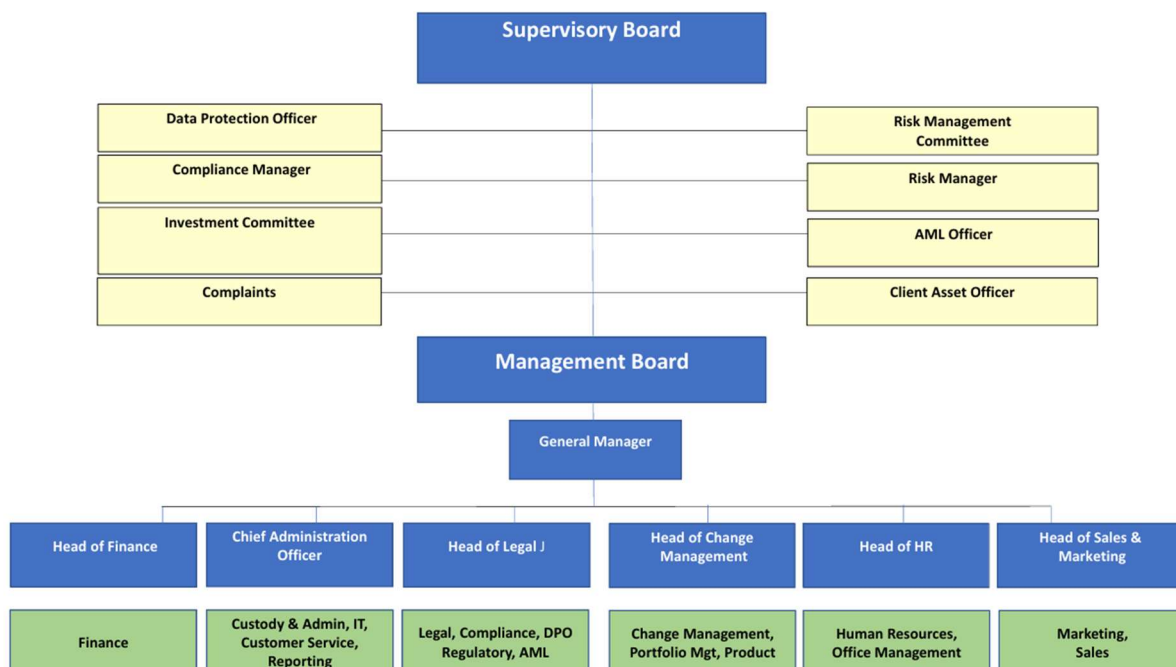 Supervisory Board
Data Protection Officer
Risk Management
Committee
Compliance Manager
Risk Manager
Investment Committee
AML Officer
Complaints
Client Asset Officer
Management Board
General Manager
Head of Finance
Chief Administration
Officer
Head of Legal J
Head of Change
Management
Head of HR
Head of Sales &
Marketing
Finance
Custody & Admin, IT,
Customer Service,
Reporting
Legal, Compliance, DPO
Regulatory, AML
Change Management,
Portfolio Mgt, Product
Human Resources,
Office Management
Marketing,
Sales